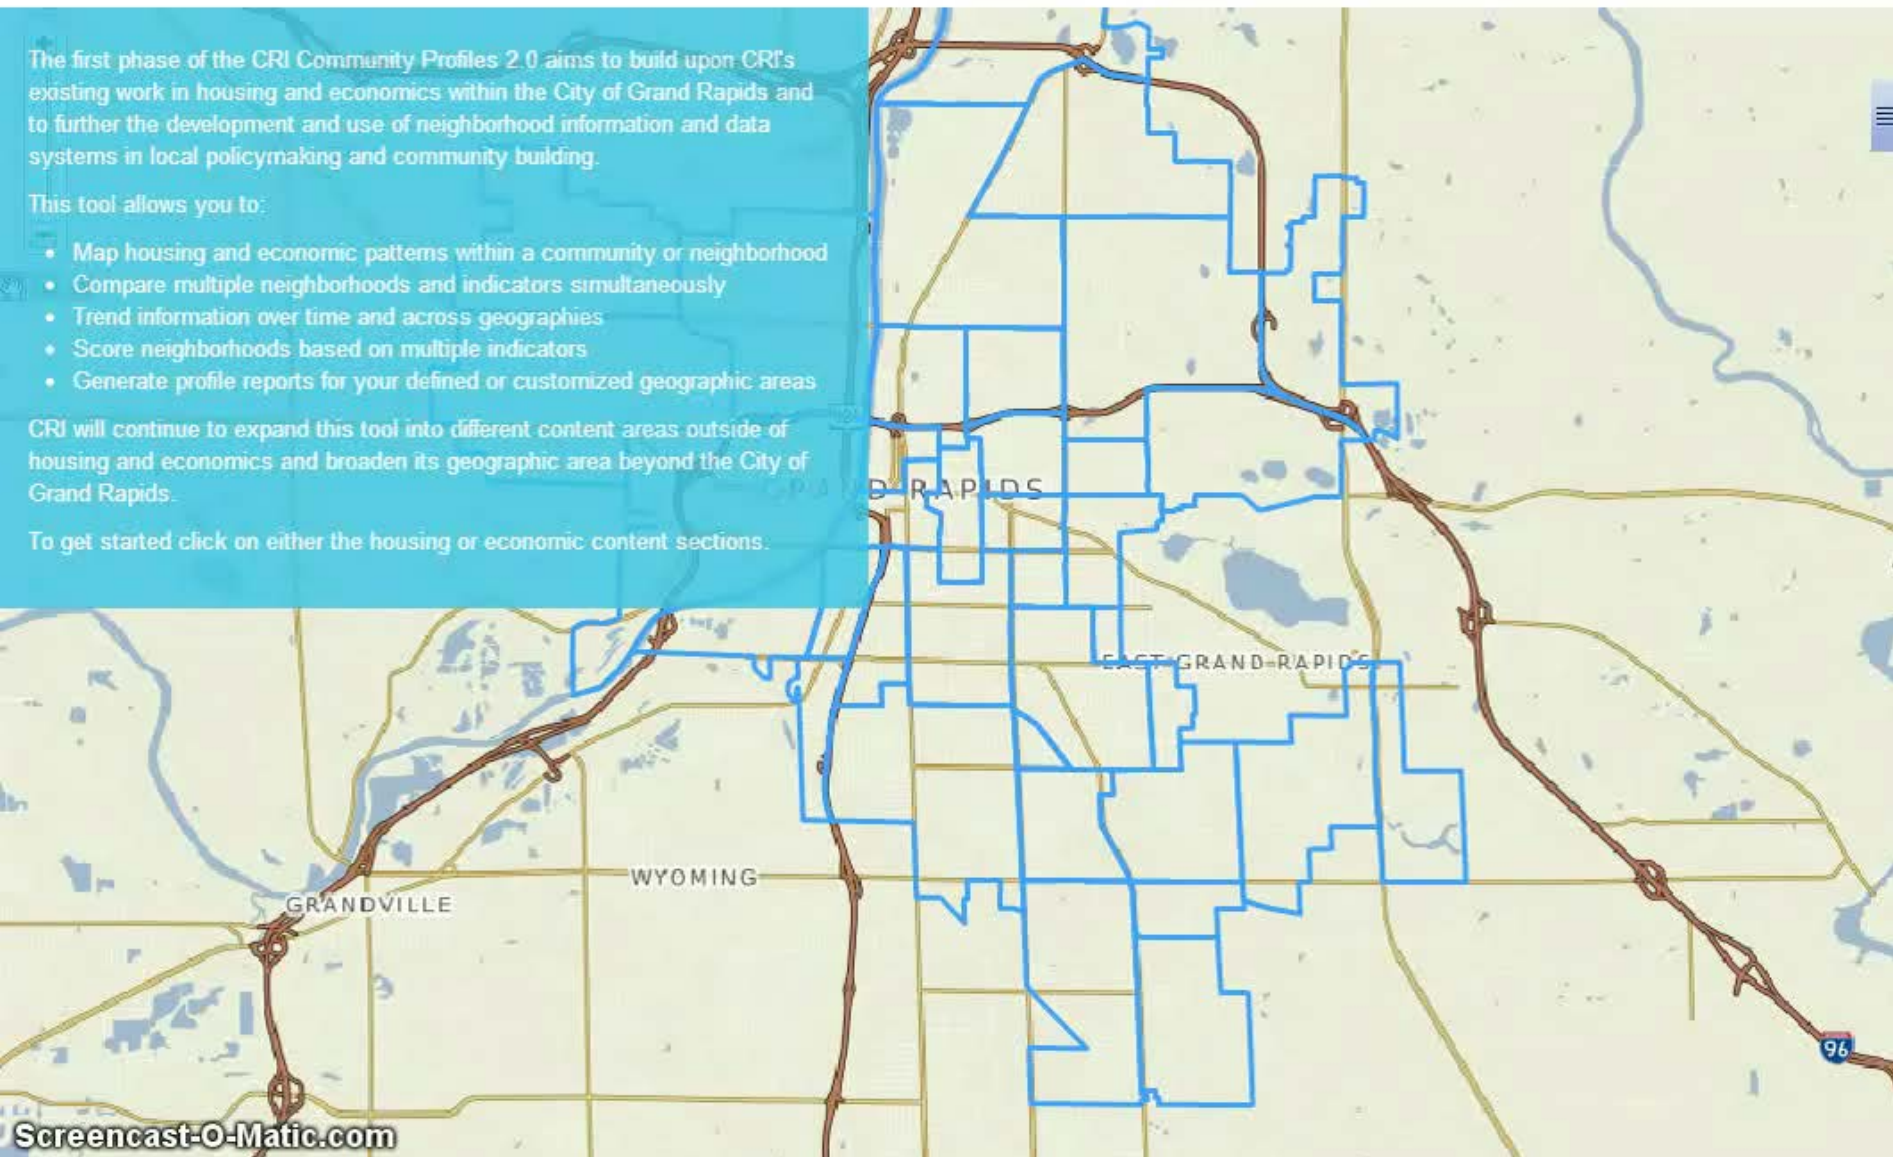 The first phase of the CRI Community Profiles 2.0 aims to build upon CRI's
existing work in housing and economics within the City of Grand Rapids and
to further the development and use of neighborhood information and data
systems in local policymaking and community building.
This tool allows you to:
• Map housing and economic patterns within a community or neighborhood
• Compare multiple neighborhoods and indicators simultaneously
• Trend information over time and across geographies
• Score neighborhoods based on multiple indicators
• Generate profile reports for your defined or customized geographic areas
CRI will continue to expand this tool into different content areas outside of
housing and economics and broaden its geographic area beyond the City of
Grand Rapids.
To get started click on either the housing or economic content sections.
GRAND RAPIDS
EAST GRAND RAPIDS
WYOMING
GRANDVILLE
96
Screencast-O-Matic.com